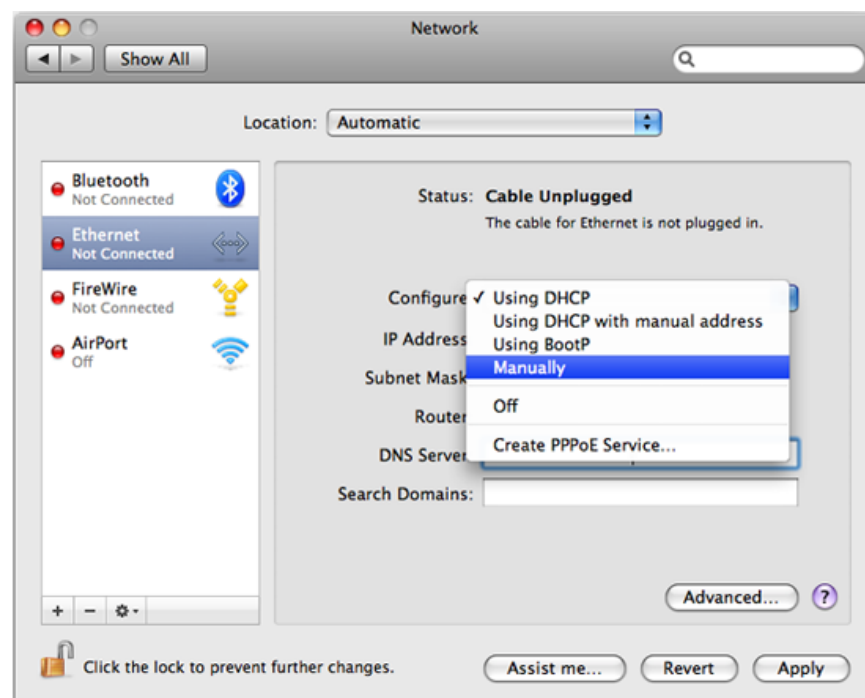 Network
Show All
Location: Automatic
Bluetooth
Not Connected
Ethernet
Not Connected
FireWire
Not Connected
AirPort
Off
Status: Cable Unplugged
The cable for Ethernet is not plugged in.
Configure ✓ Using DHCP
Using DHCP with manual address
IP Address
Using BootP
Manually
Subnet Mask
Off
Router
Create PPPoE Service...
DNS Server
Search Domains:
Advanced... ?
Click the lock to prevent further changes.
Assist me... Revert Apply